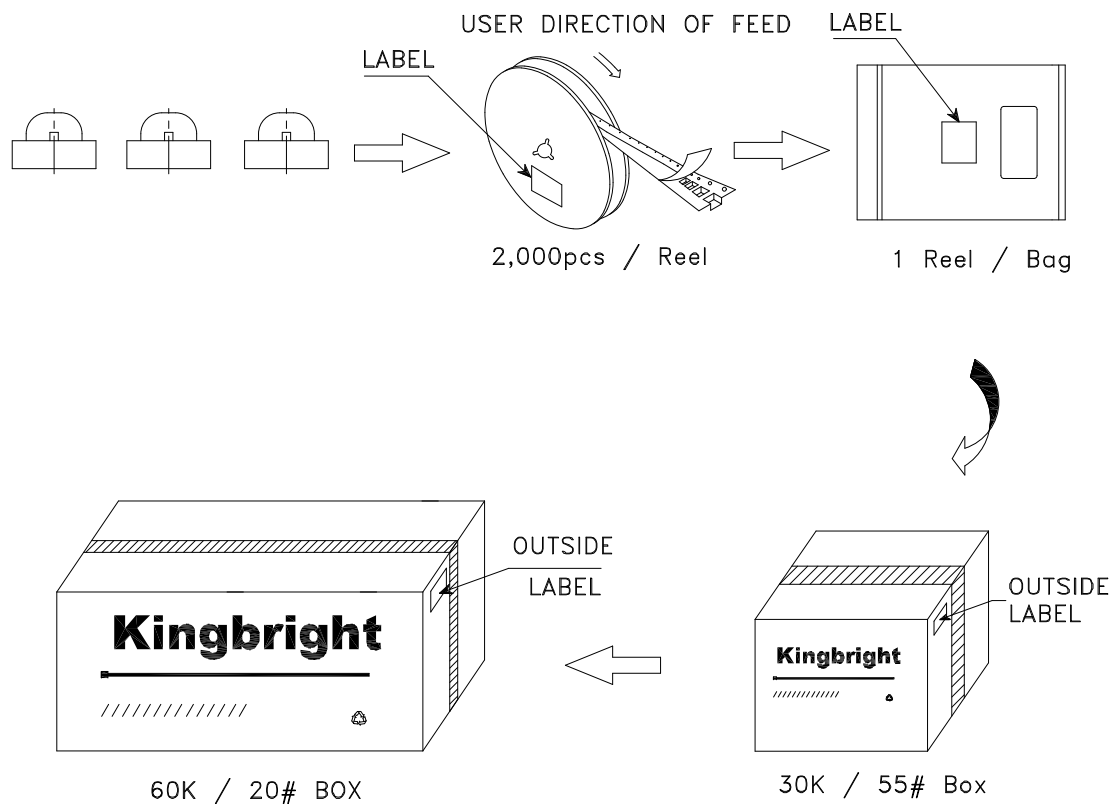 USER DIRECTION OF FEED
LABEL
LABEL
2,000pcs / Reel
1 Reel / Bag
OUTSIDE
LABEL
Kingbright
60K / 20# BOX
OUTSIDE
LABEL
Kingbright
30K / 55# Box